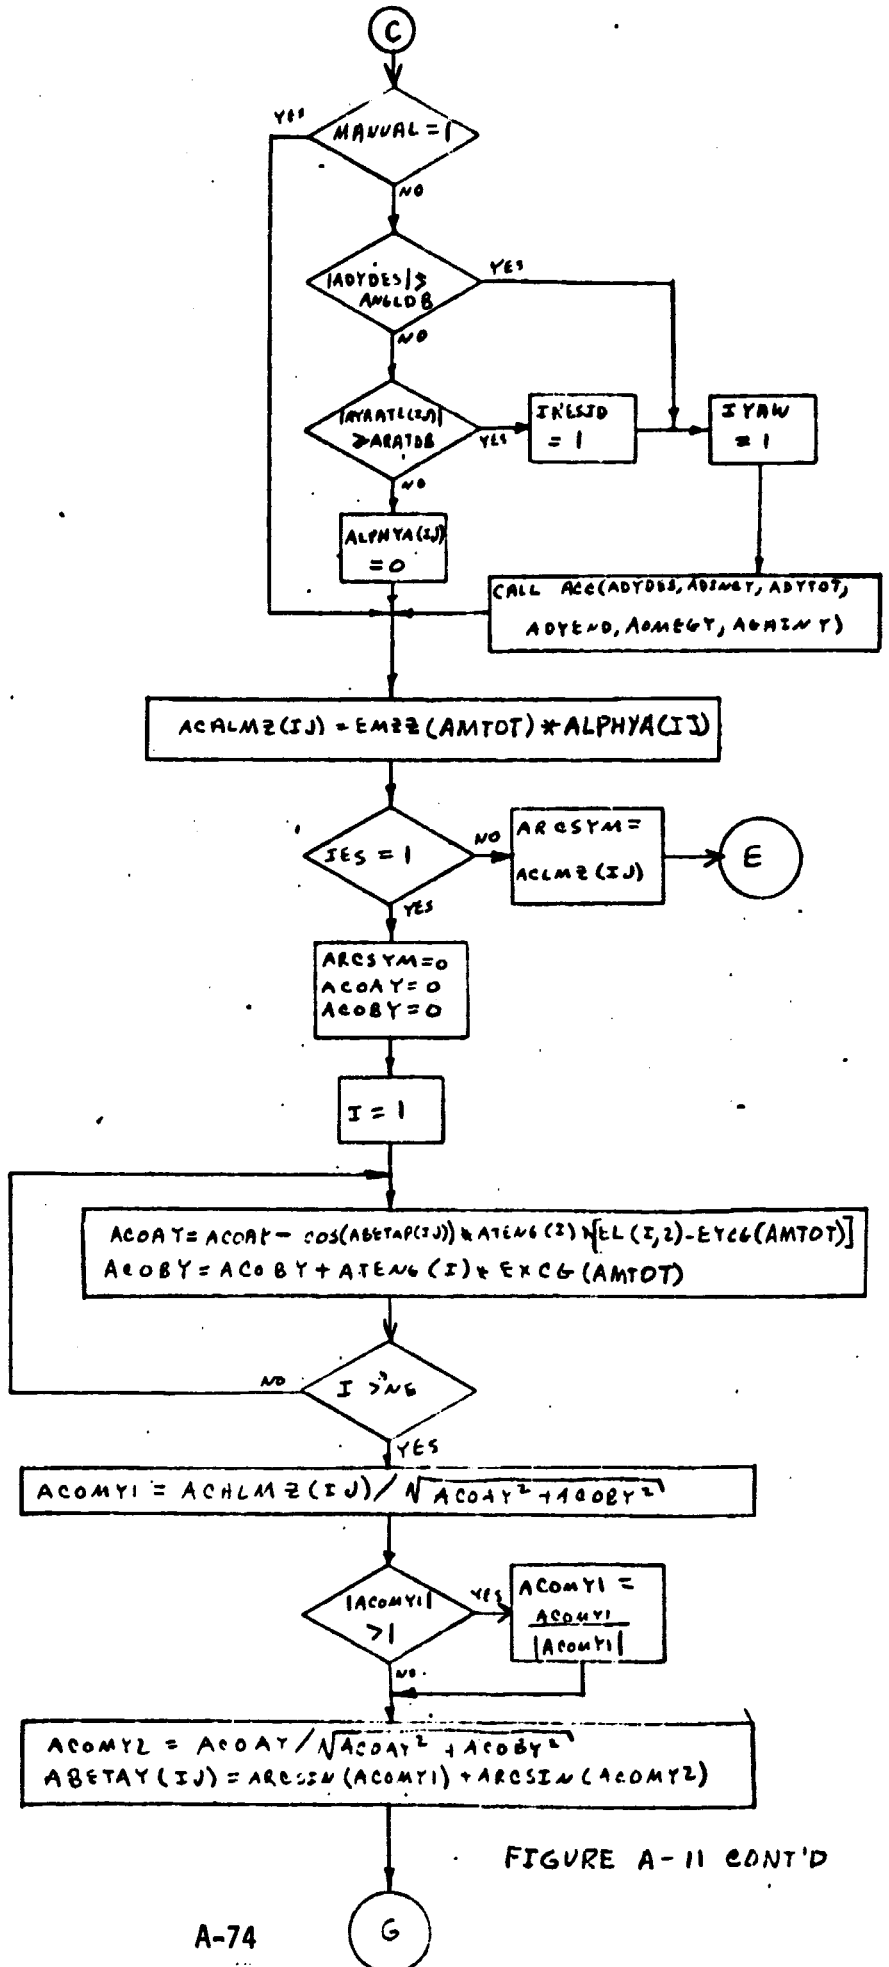 C
YES
MANUAL = 1
NO
|ADYDES| ≥
ANGLDB
YES
NO
|AYRATE(IJ)|
≥ARATDB
YES
IRESID
= 1
IYAW
= 1
NO
ALPHYA(IJ)
= 0
CALL ACC(ADYDES, ADINGY, ADYTOT,
ADYEND, AOMEGY, AGAINY)
ACALMZ(IJ) = EMZZ(AMTOT) * ALPHYA(IJ)
IES = 1
NO
ARCSYM =
ACLMZ(IJ)
E
YES
ARCSYM=0
ACOAY=0
ACOBY=0
I = 1
ACOAY= ACOAY - COS(ABETAP(IJ)) * ATENG(I) *[EL(I,2)-EYCG(AMTOT)]
ACOBY = ACOBY + ATENG(I) * EXCG(AMTOT)
NO
I > NE
YES
ACOMY1 = ACALMZ(IJ)/√ACOAY² + ACOBY²
|ACOMY1|
>1
YES
ACOMY1 =
ACOMY1
|ACOMY1|
NO
ACOMY2 = ACOAY/√ACOAY² + ACOBY²
ABETAY(IJ) = ARCSIN(ACOMY1) + ARCSIN(ACOMY2)
FIGURE A-11 CONT'D
A-74
G